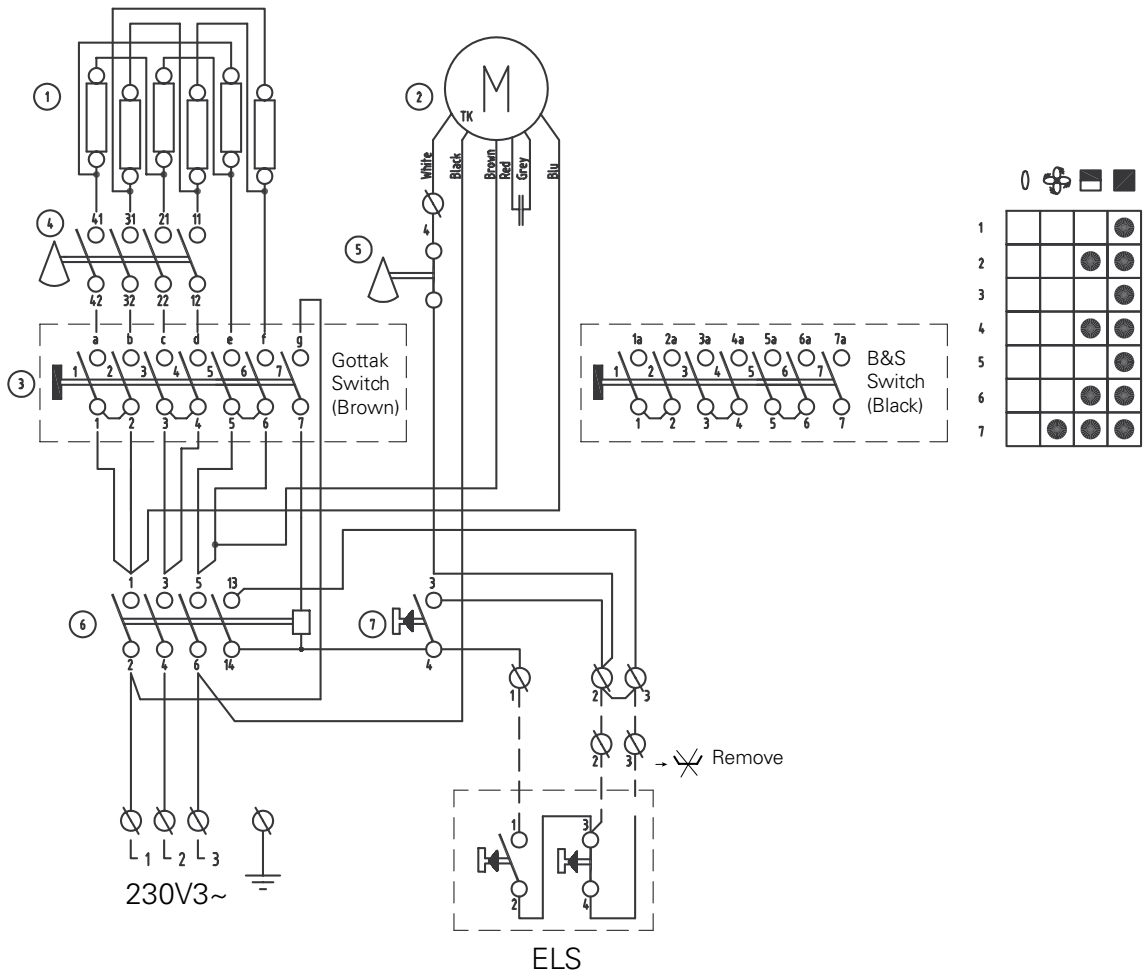 1
2
M
TK
White
Black
Brown
Red
Grey
Blu
4
41 31 21 11
42 32 22 12
5
4
3
a b c d e f g
1 2 3 4 5 6 7
1 2 3 4 5 6 7
Gottak
Switch
(Brown)
1a 2a 3a 4a 5a 6a 7a
1 2 3 4 5 6 7
1 2 3 4 5 6 7
B&S
Switch
(Black)
1
2
3
4
5
6
7
6
1 3 5 13
2 4 6 14
7
3
4
1
2
3
2
3
→ Remove
1
2
3
4
ELS
1 2 3
230V3~